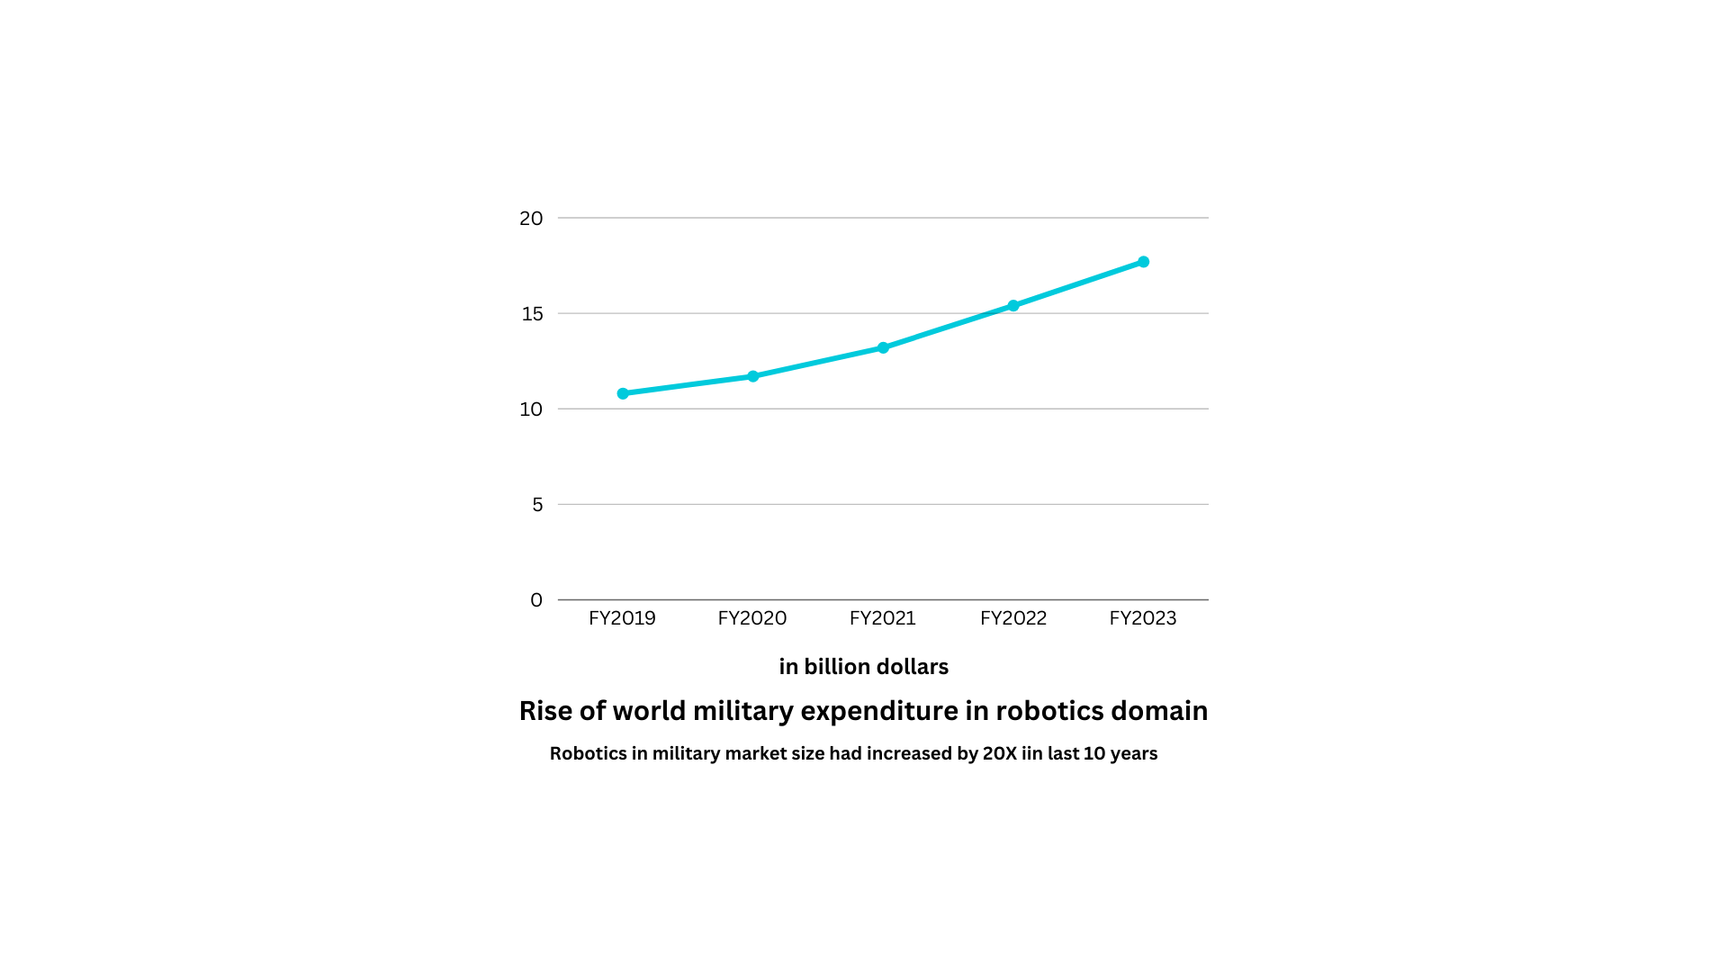 20
15
10
5
0
FY2019 FY2020 FY2021 FY2022 FY2023
in billion dollars
Rise of world military expenditure in robotics domain
Robotics in military market size had increased by 20X iin last 10 years